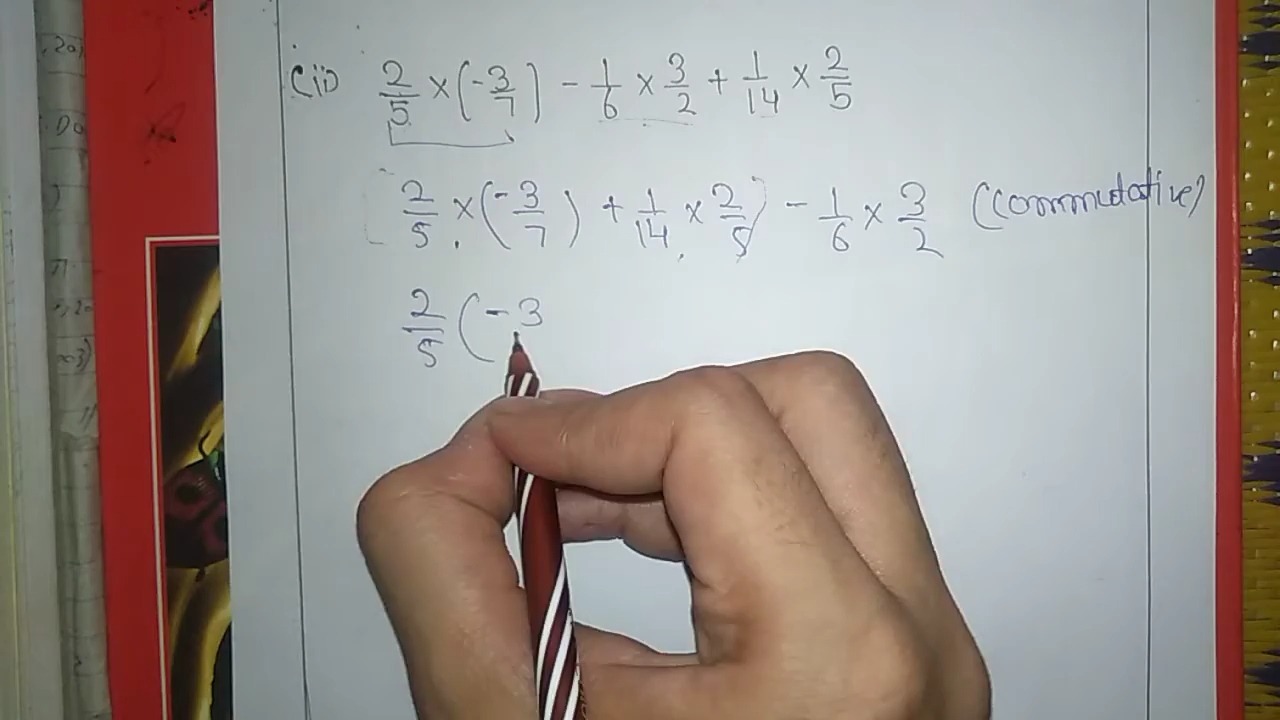 (ii) 2/5 × (-3/7) - 1/6 × 3/2 + 1/14 × 2/5
2/5 × (-3/7) + 1/14 × 2/5) - 1/6 × 3/2 (commutative)
2/5 (-3